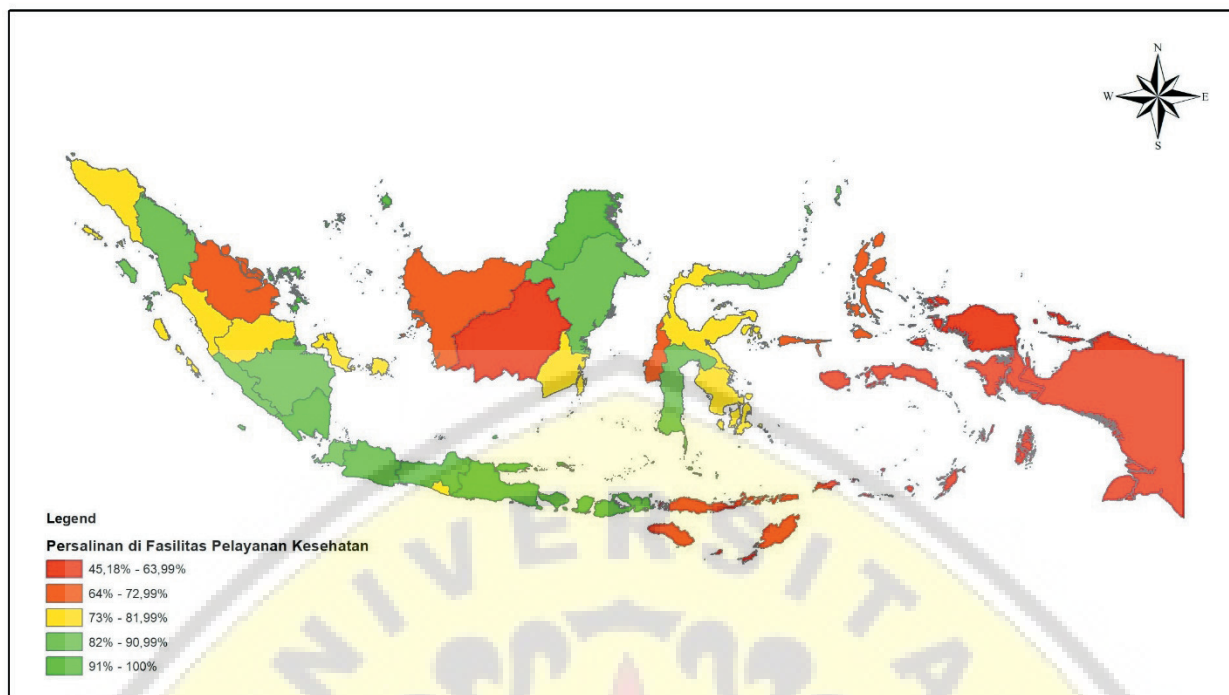 N
W E
S
Legend
Persalinan di Fasilitas Pelayanan Kesehatan
45,18% - 63,99%
64% - 72,99%
73% - 81,99%
82% - 90,99%
91% - 100%
NIVERSITA